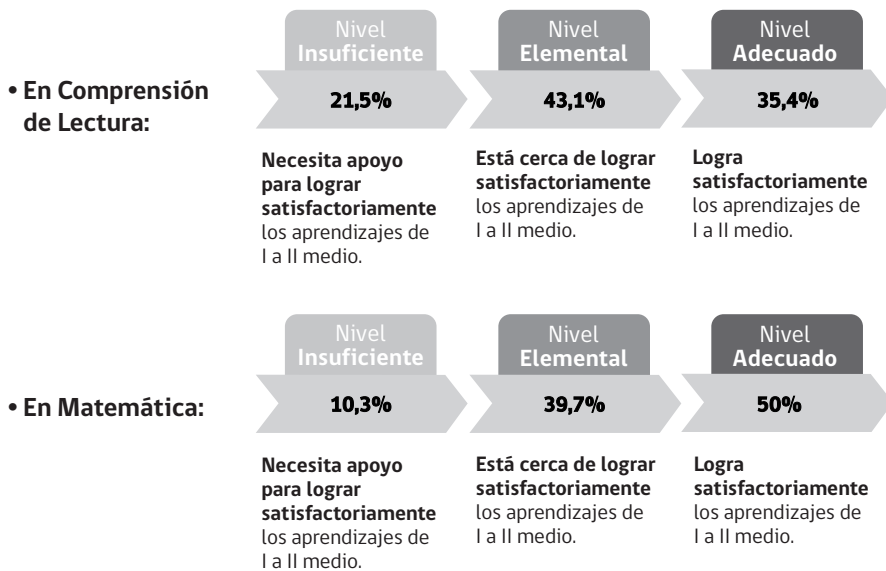 Nivel
Insuficiente
Nivel
Elemental
Nivel
Adecuado
• En Comprensión
de Lectura:
21,5%
43,1%
35,4%
Necesita apoyo
para lograr
satisfactoriamente
los aprendizajes de
I a II medio.
Está cerca de lograr
satisfactoriamente
los aprendizajes de
I a II medio.
Logra
satisfactoriamente
los aprendizajes de
I a II medio.
Nivel
Insuficiente
Nivel
Elemental
Nivel
Adecuado
• En Matemática:
10,3%
39,7%
50%
Necesita apoyo
para lograr
satisfactoriamente
los aprendizajes de
I a II medio.
Está cerca de lograr
satisfactoriamente
los aprendizajes de
I a II medio.
Logra
satisfactoriamente
los aprendizajes de
I a II medio.